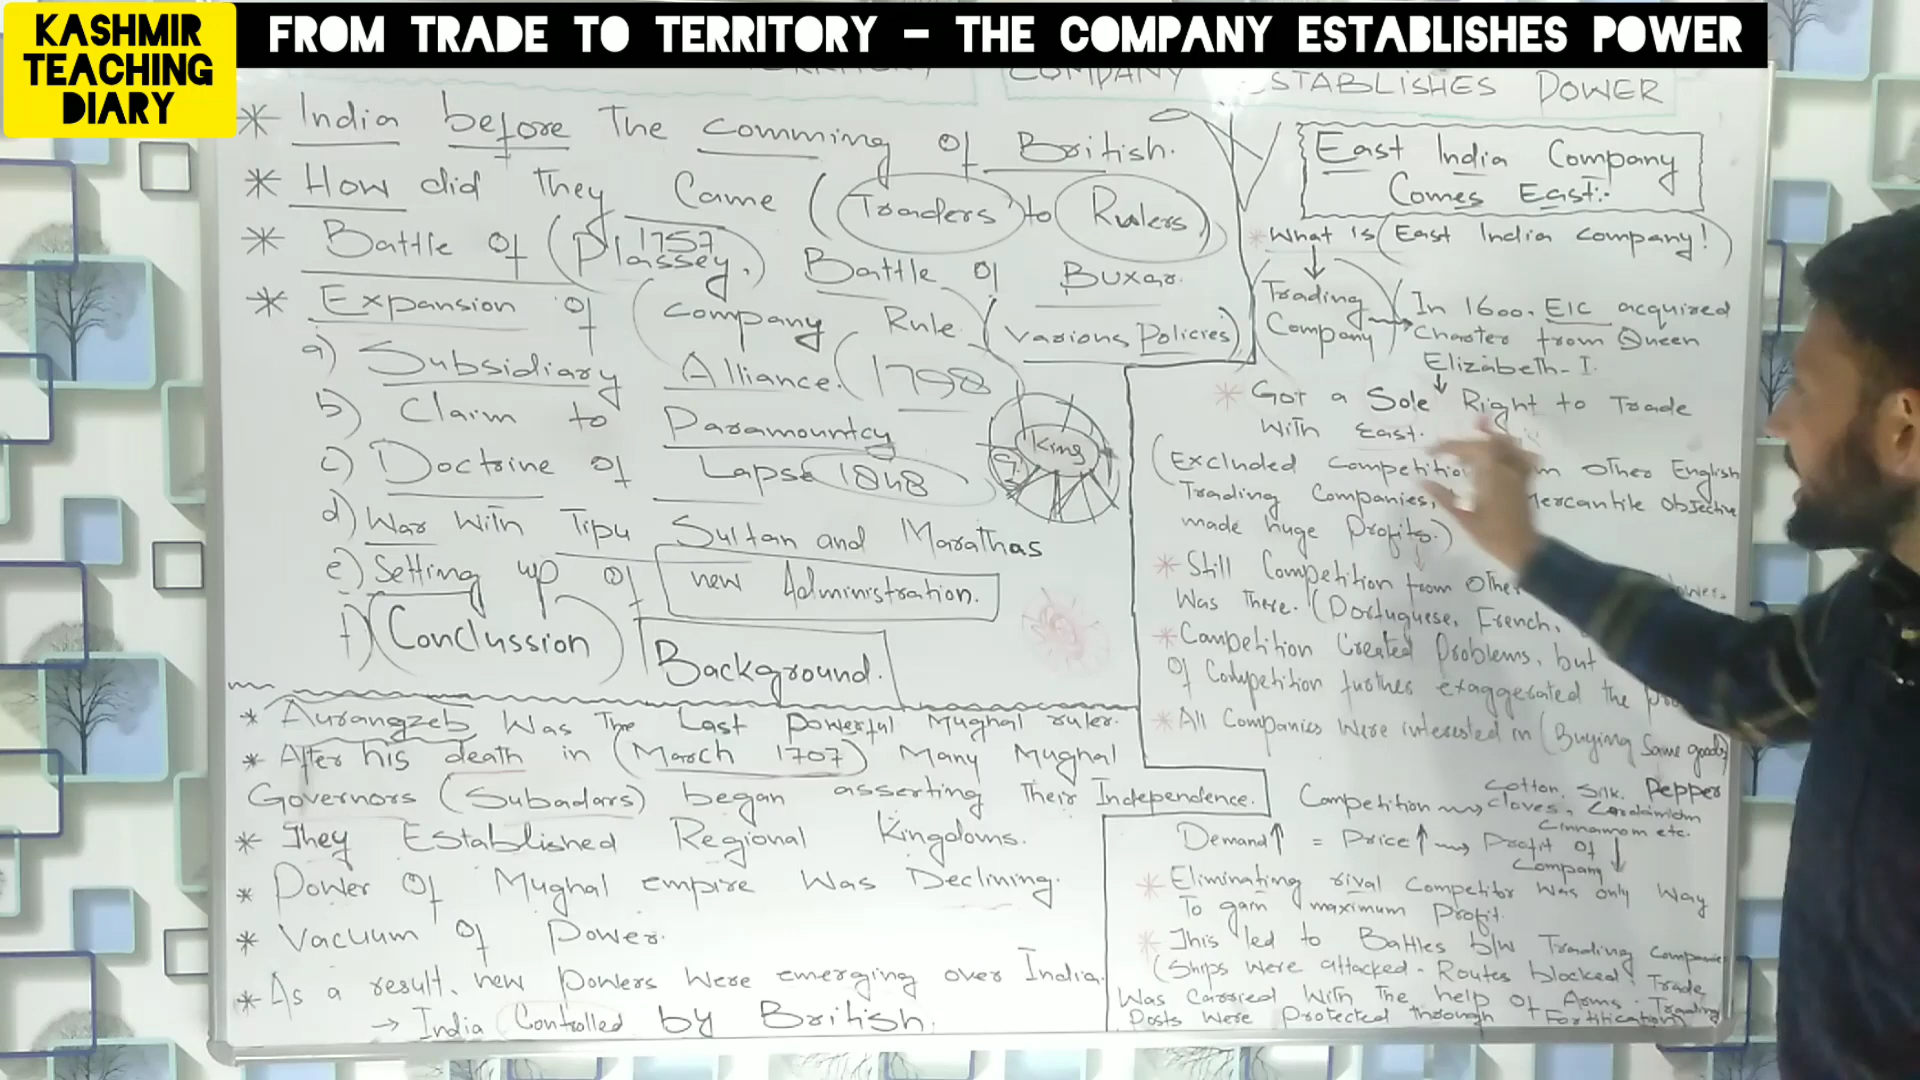 KASHMIR
TEACHING
DIARY
FROM TRADE TO TERRITORY – THE COMPANY ESTABLISHES POWER
COMPANY ESTABLISHES POWER
* India before The comming of British.
* How did they Came (Traders to Rulers)
* Battle of (Plassey. 1757) Battle of Buxar.
* Expansion of Company Rule (various Policies)
a) Subsidiary Alliance. (1798
b) Claim to Paramountcy
c) Doctrine of Lapse 1848
King
d) War with Tipu Sultan and Marathas
e) Setting up of new Administration.
f) (Conclussion)
Background.
* Aurangzeb Was The Last Powerful Mughal ruler.
* After his death in (March 1707) Many Mughal
Governors (Subadars) began asserting Their Independence.
* They Established Regional Kingdoms.
* Power Of Mughal empire Was Declining.
* Vacuum of Power.
* As a result, new Powers Were emerging over India.
→ India Controlled by British.
East India Company
Comes East:-
* What is (East India Company!)
Trading Company → In 1600. EIC acquired
Charter from Queen
Elizabeth-I.
* Got a Sole Right to Trade
With East.
(Excluded Competition Other English
Trading Companies, Mercantile Objective
made huge Profits.)
* Still Competition from Other
Was There. (Portuguese, French,
* Competition Created Problems, but
Of Competition further exaggerated the
* All Companies Were interested in (Buying Same goods)
Competition → Cotton, Silk, Pepper
Cloves, Cardamidm
Cinnamom etc.
Demand↑ = Price↑ → Profit Of Company ↓
* Eliminating rival Competitor Was only Way
To gain maximum Profit.
* This led to Battles b/w Trading Companies
(Ships Were attacked. Routes blocked. Trade
Was Carried With The help Of Arms. Trading
Posts Were Protected through Fortification